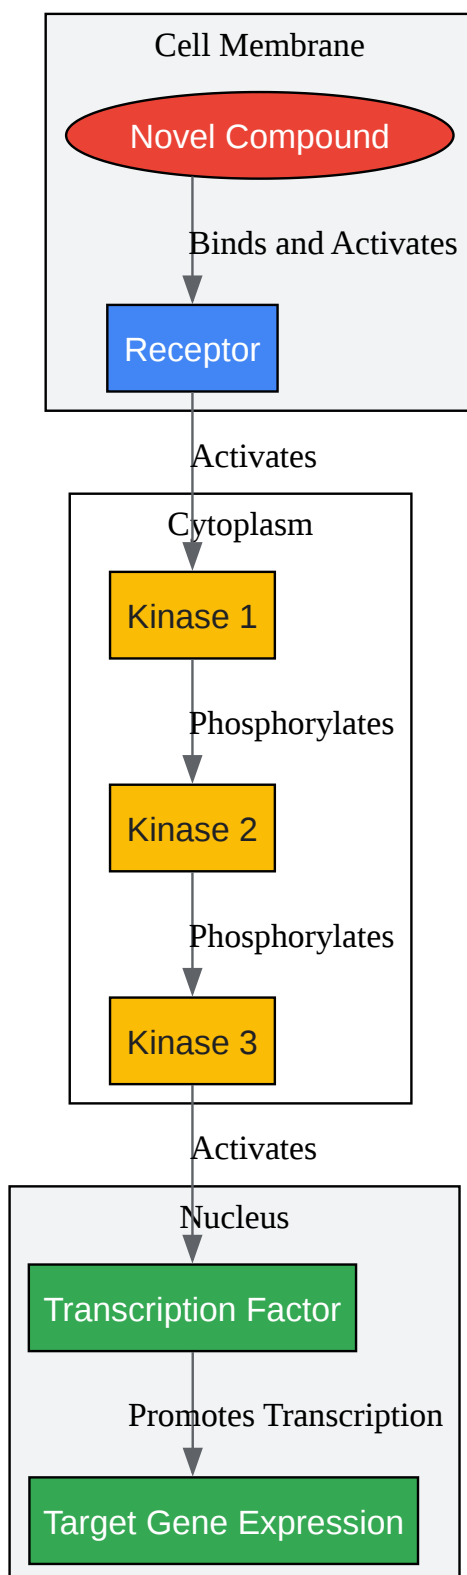 Cell Membrane
Novel Compound
Binds and Activates
Receptor
Activates
Cytoplasm
Kinase 1
Phosphorylates
Kinase 2
Phosphorylates
Kinase 3
Activates
Nucleus
Transcription Factor
Promotes Transcription
Target Gene Expression